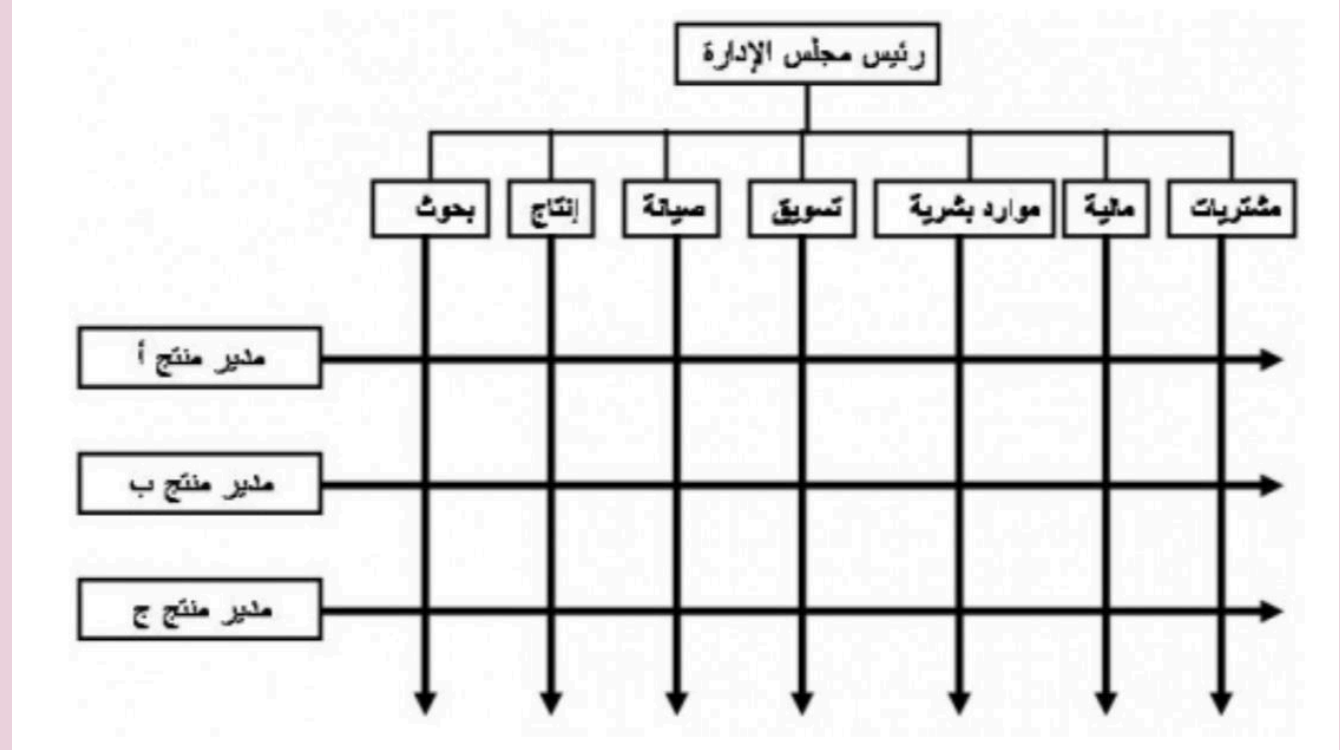 رئيس مجلس الإدارة
مشتريات
مالية
موارد بشرية
تسويق
صيانة
إنتاج
بحوث
مدير منتج أ
مدير منتج ب
مدير منتج ج